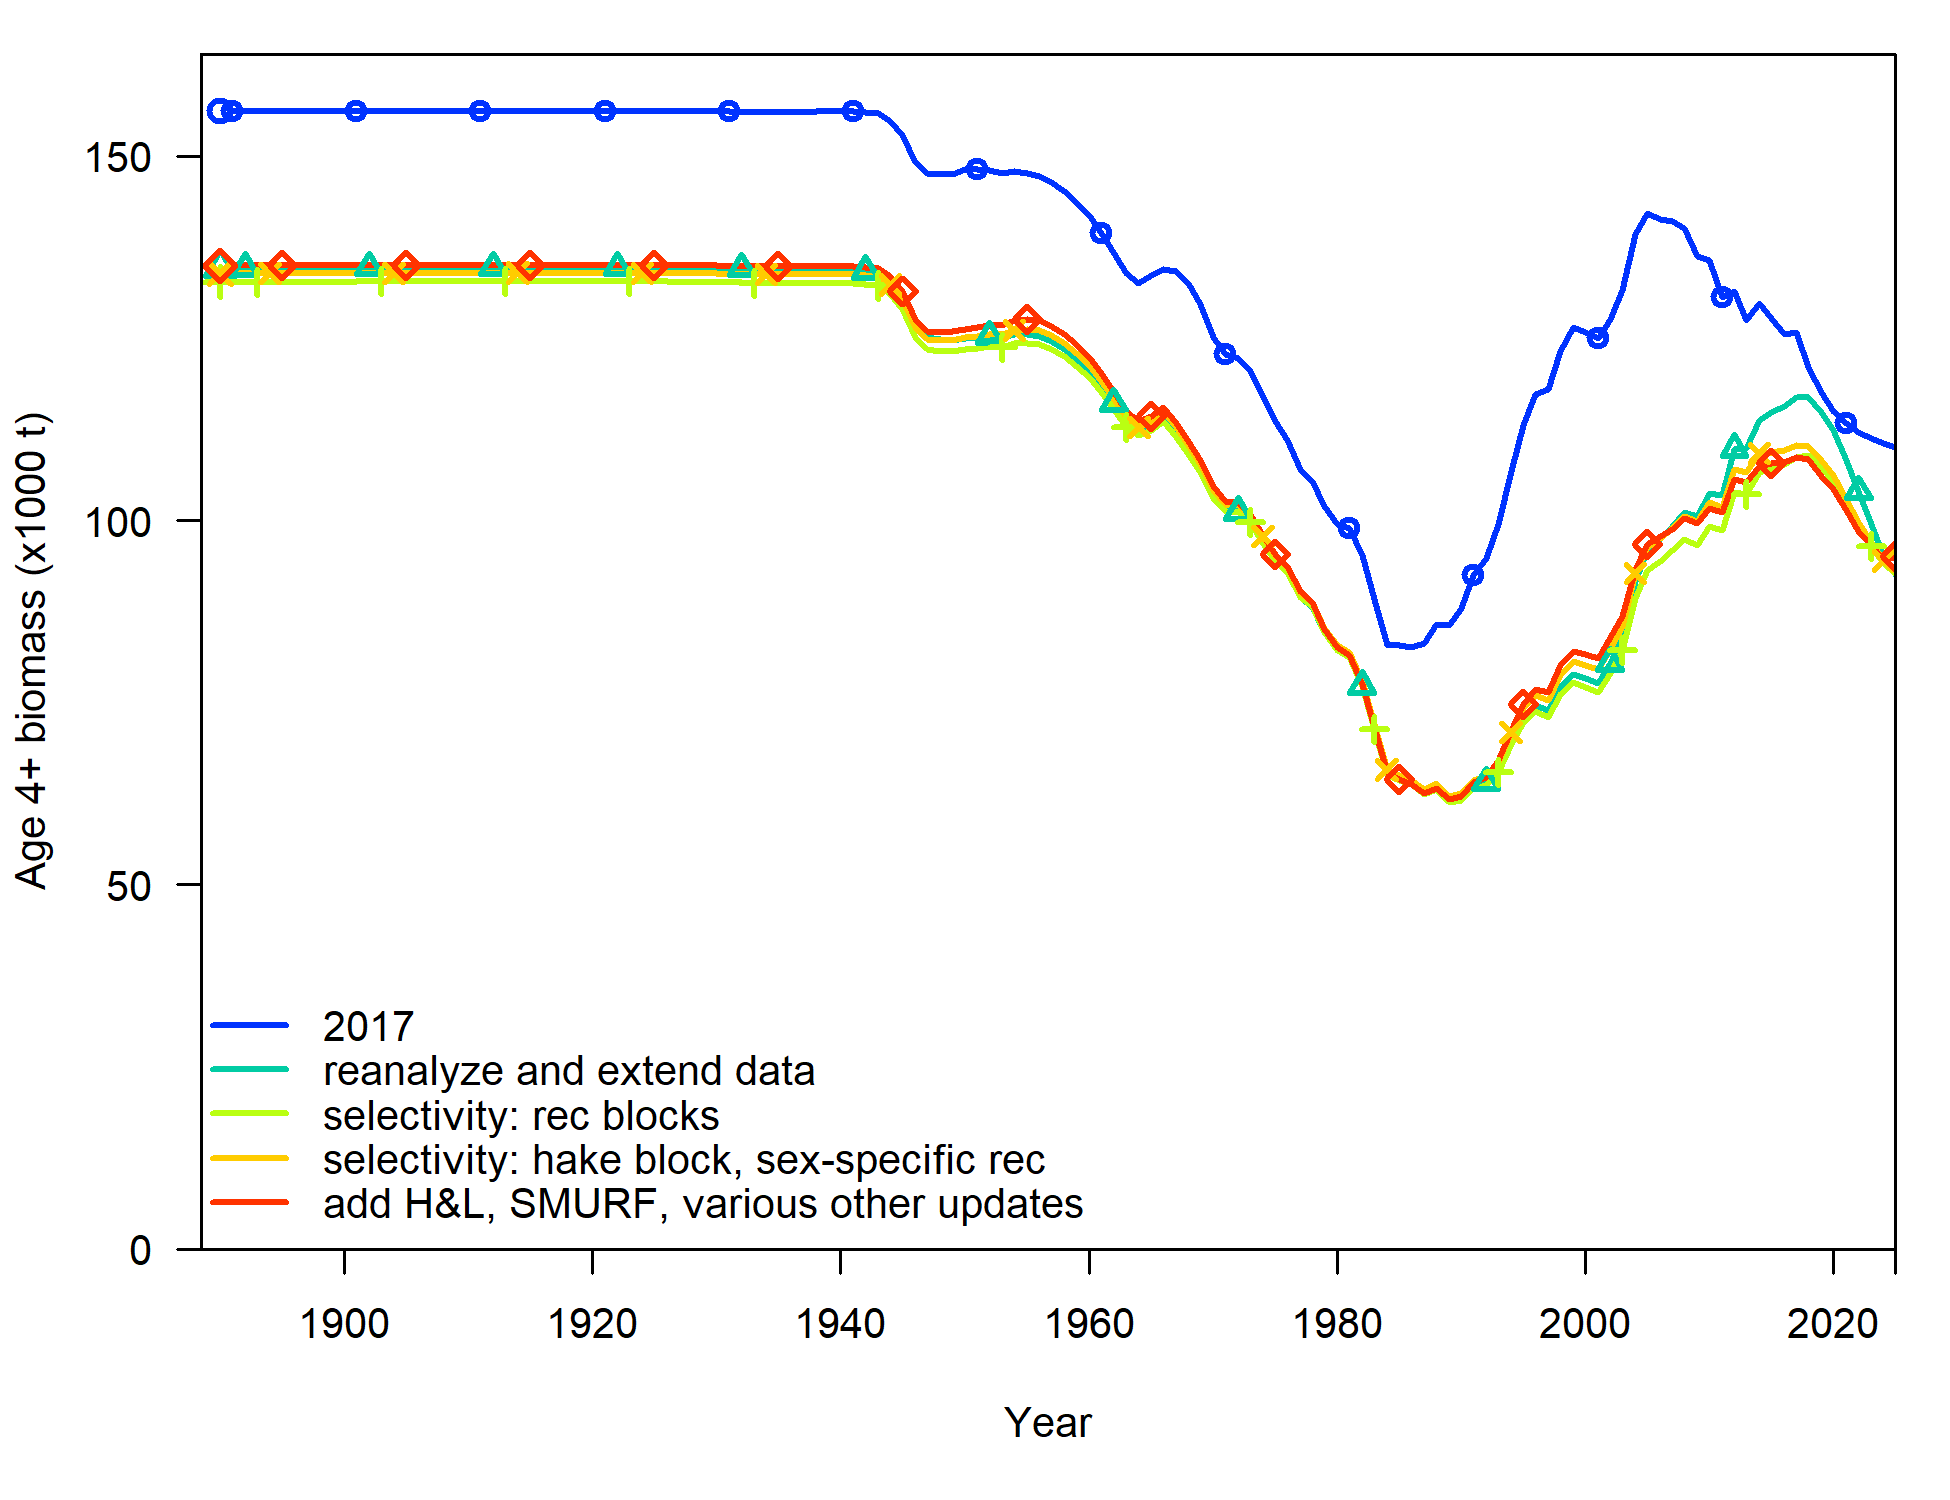 Age 4+ biomass (x1000 t)
150
100
50
0
2017
reanalyze and extend data
selectivity: rec blocks
selectivity: hake block, sex-specific rec
add H&L, SMURF, various other updates
1900 1920 1940 1960 1980 2000 2020
Year